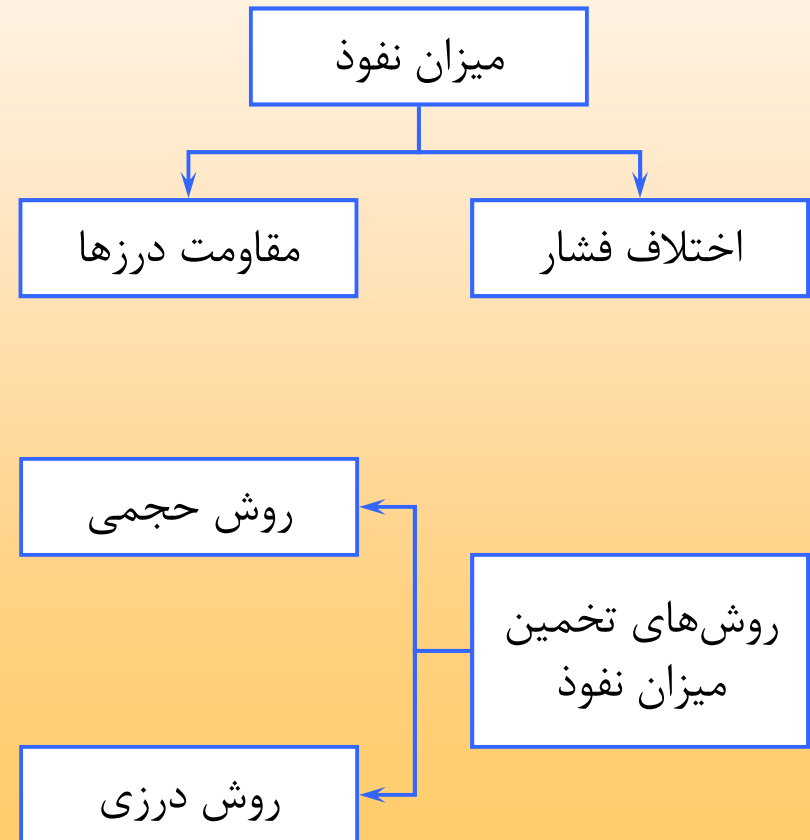 میزان نفوذ
اختلاف فشار
مقاومت درزها
روش‌های تخمین
میزان نفوذ
روش حجمی
روش درزی